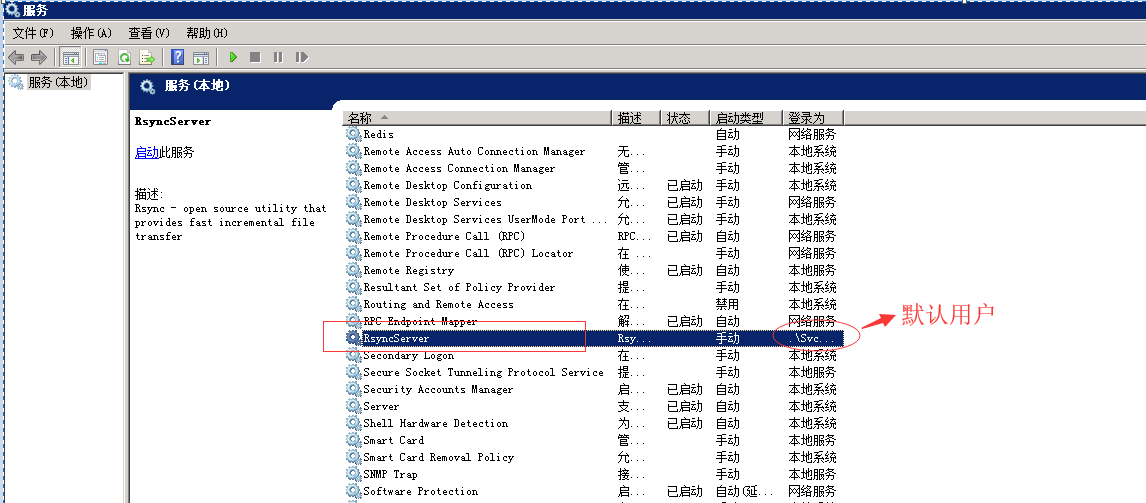 服务
文件(F) 操作(A) 查看(V) 帮助(H)
服务(本地)
服务(本地)
RsyncServer
启动此服务
描述:
Rsync - open source utility that
provides fast incremental file
transfer
名称 描述 状态 启动类型 登录为
Redis 自动 网络服务
Remote Access Auto Connection Manager 无... 手动 本地系统
Remote Access Connection Manager 管... 手动 本地系统
Remote Desktop Configuration 远... 已启动 手动 本地系统
Remote Desktop Services 允... 已启动 手动 网络服务
Remote Desktop Services UserMode Port ... 允... 已启动 手动 本地系统
Remote Procedure Call (RPC) RPC... 已启动 自动 网络服务
Remote Procedure Call (RPC) Locator 在 ... 手动 网络服务
Remote Registry 使... 已启动 自动 本地服务
Resultant Set of Policy Provider 提... 手动 本地系统
Routing and Remote Access 在... 禁用 本地系统
RPC Endpoint Mapper 解... 已启动 自动 网络服务
RsyncServer Rsy... 手动 .\Svc...
默认用户
Secondary Logon 在... 手动 本地系统
Secure Socket Tunneling Protocol Service 提... 手动 本地服务
Security Accounts Manager 启... 已启动 自动 本地系统
Server 支... 已启动 自动 本地系统
Shell Hardware Detection 为... 已启动 自动 本地系统
Smart Card 管... 手动 本地服务
Smart Card Removal Policy 允... 手动 本地系统
SNMP Trap 接... 手动 本地服务
Software Protection 启... 已启动 自动(延... 网络服务